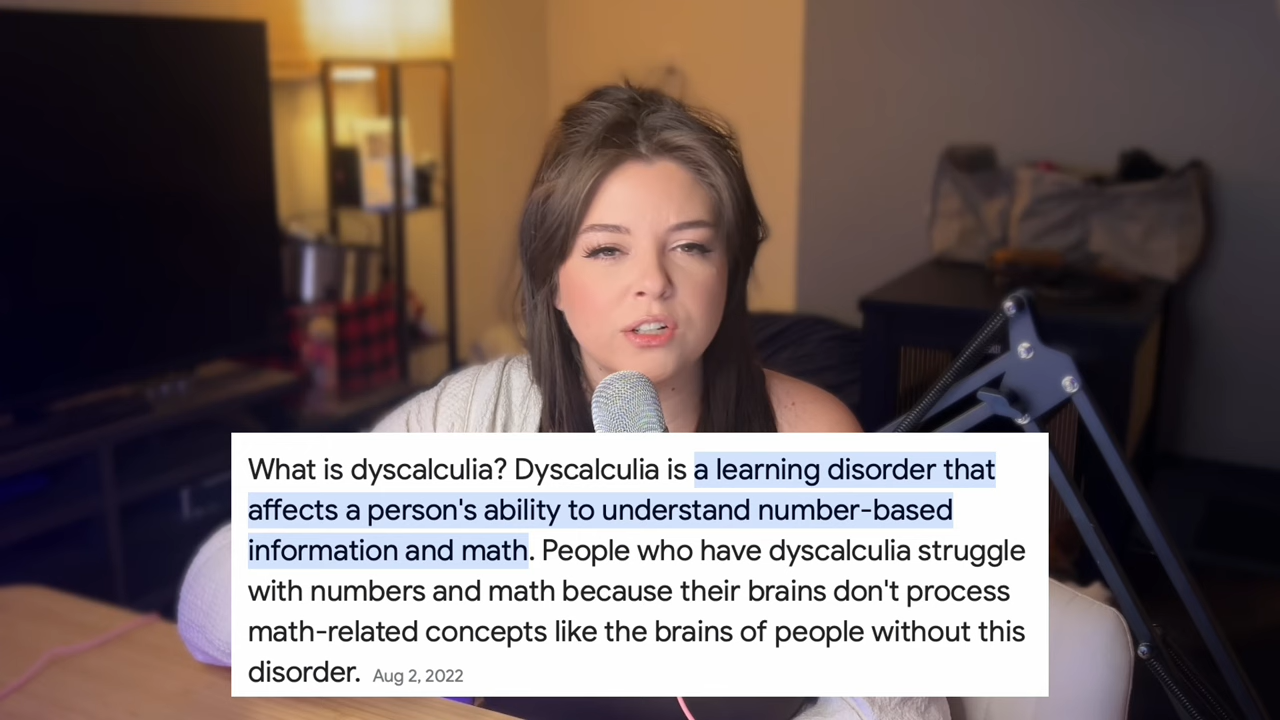 What is dyscalculia? Dyscalculia is a learning disorder that
affects a person's ability to understand number-based
information and math. People who have dyscalculia struggle
with numbers and math because their brains don't process
math-related concepts like the brains of people without this
disorder. Aug 2, 2022